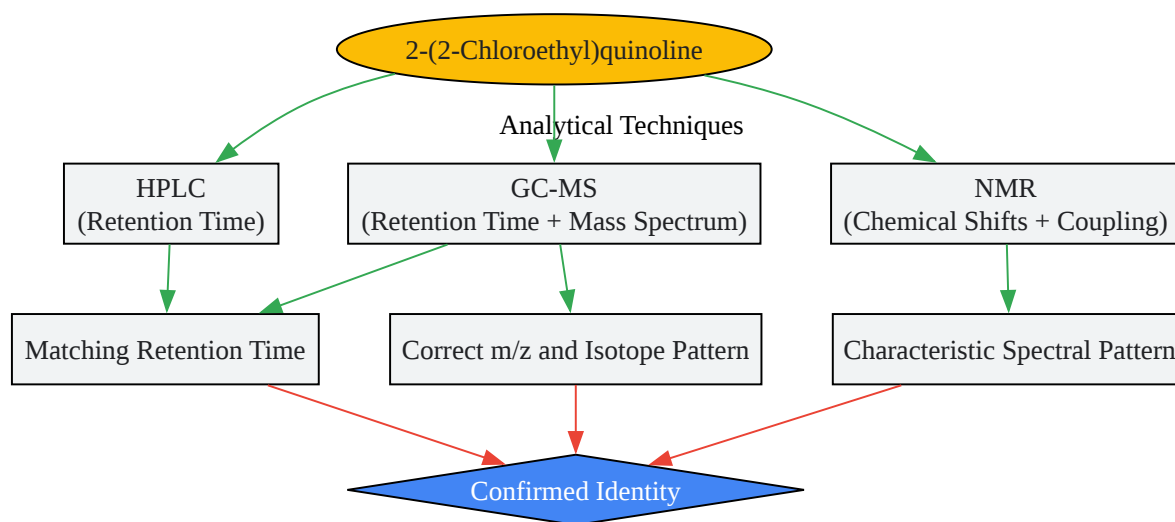 2-(2-Chloroethyl)quinoline
Analytical Techniques
HPLC
(Retention Time)
GC-MS
(Retention Time + Mass Spectrum)
NMR
(Chemical Shifts + Coupling)
Matching Retention Time
Correct m/z and Isotope Pattern
Characteristic Spectral Pattern
Confirmed Identity